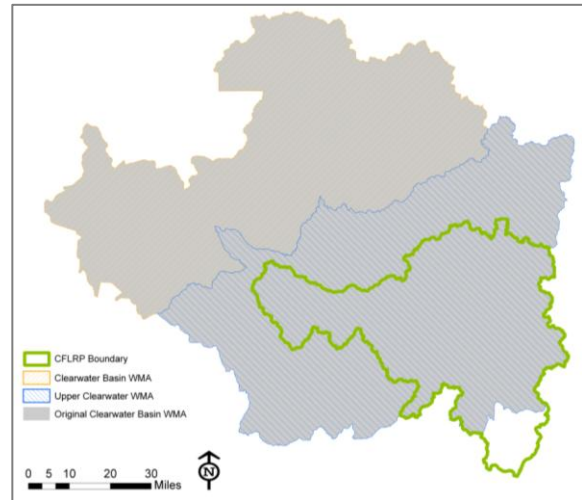 CFLRP Boundary
Clearwater Basin WMA
Upper Clearwater WMA
Original Clearwater Basin WMA
0 5 10 20 30
Miles
N